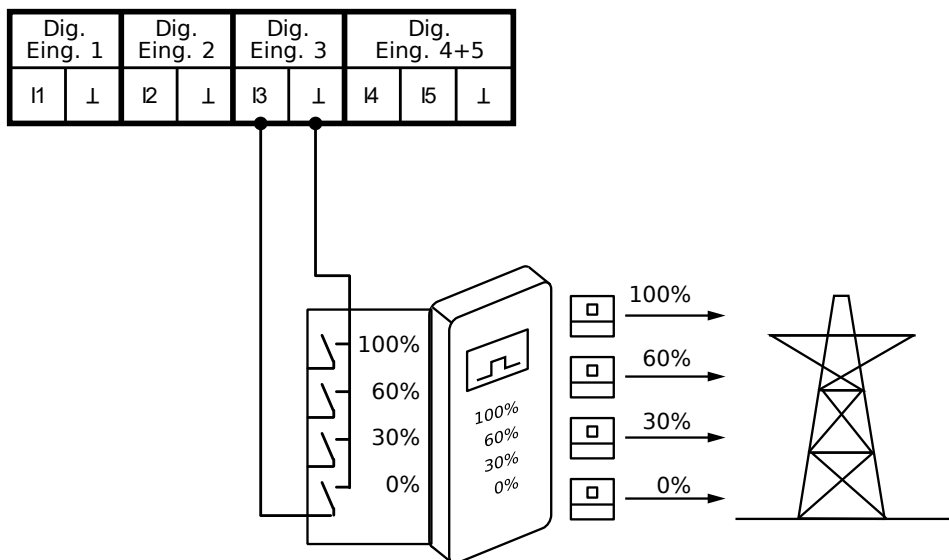 Dig. Eing. 1
Dig. Eing. 2
Dig. Eing. 3
Dig. Eing. 4+5
I1 ⊥ I2 ⊥ I3 ⊥ I4 I5 ⊥
100%
60%
30%
0%
100%
60%
30%
0%
100%
60%
30%
0%